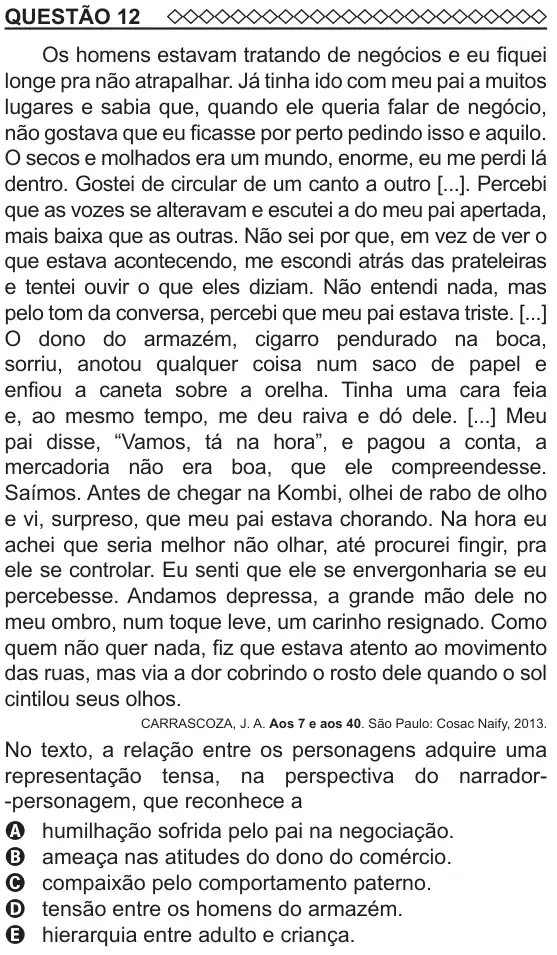 QUESTÃO 12
Os homens estavam tratando de negócios e eu fiquei
longe pra não atrapalhar. Já tinha ido com meu pai a muitos
lugares e sabia que, quando ele queria falar de negócio,
não gostava que eu ficasse por perto pedindo isso e aquilo.
O secos e molhados era um mundo, enorme, eu me perdi lá
dentro. Gostei de circular de um canto a outro [...]. Percebi
que as vozes se alteravam e escutei a do meu pai apertada,
mais baixa que as outras. Não sei por que, em vez de ver o
que estava acontecendo, me escondi atrás das prateleiras
e tentei ouvir o que eles diziam. Não entendi nada, mas
pelo tom da conversa, percebi que meu pai estava triste. [...]
O dono do armazém, cigarro pendurado na boca,
sorriu, anotou qualquer coisa num saco de papel e
enfiou a caneta sobre a orelha. Tinha uma cara feia
e, ao mesmo tempo, me deu raiva e dó dele. [...] Meu
pai disse, “Vamos, tá na hora”, e pagou a conta, a
mercadoria não era boa, que ele compreendesse.
Saímos. Antes de chegar na Kombi, olhei de rabo de olho
e vi, surpreso, que meu pai estava chorando. Na hora eu
achei que seria melhor não olhar, até procurei fingir, pra
ele se controlar. Eu senti que ele se envergonharia se eu
percebesse. Andamos depressa, a grande mão dele no
meu ombro, num toque leve, um carinho resignado. Como
quem não quer nada, fiz que estava atento ao movimento
das ruas, mas via a dor cobrindo o rosto dele quando o sol
cintilou seus olhos.
CARRASCOZA, J. A. Aos 7 e aos 40. São Paulo: Cosac Naify, 2013.
No texto, a relação entre os personagens adquire uma
representação tensa, na perspectiva do narrador-
-personagem, que reconhece a
A humilhação sofrida pelo pai na negociação.
B ameaça nas atitudes do dono do comércio.
C compaixão pelo comportamento paterno.
D tensão entre os homens do armazém.
E hierarquia entre adulto e criança.